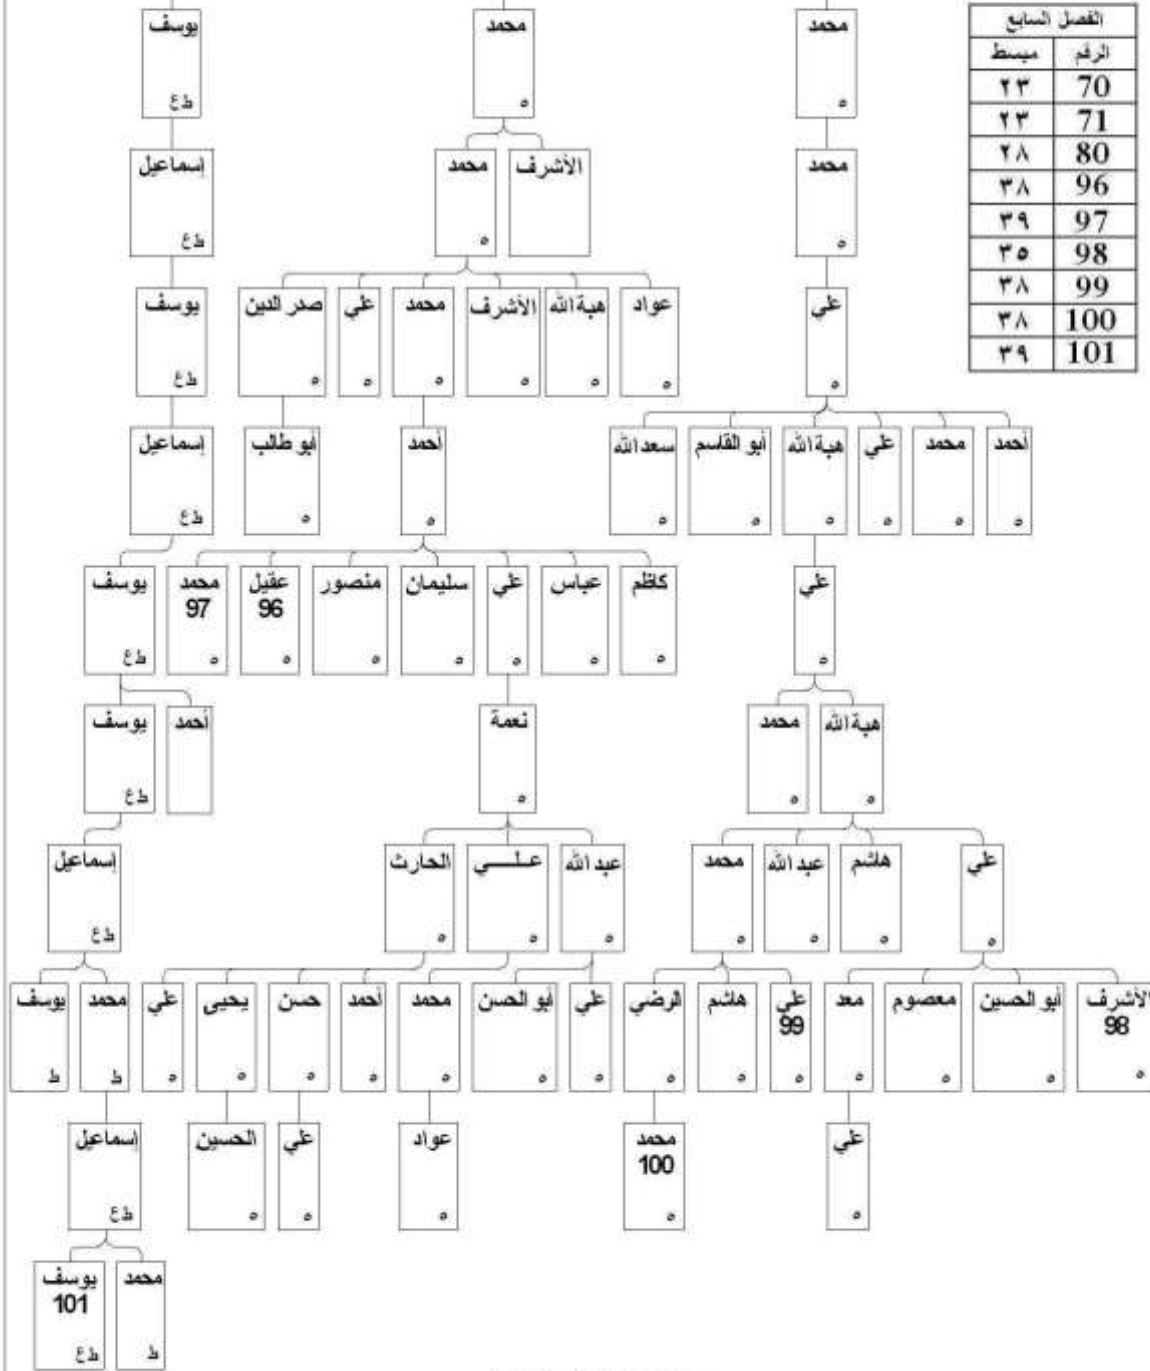 الفصل السابع
الرقم مبسط
70 ٢٣
71 ٢٣
80 ٢٨
96 ٣٨
97 ٣٩
98 ٣٥
99 ٣٨
100 ٣٨
101 ٣٩
محمد ه
محمد ه
يوسف ط ع
محمد ه
الأشرف
محمد ه
إسماعيل ط ع
علي ه
عواد ه
هبة الله ه
الأشرف ه
محمد ه
علي ه
صدر الدين ه
يوسف ط ع
أحمد ه
محمد ه
علي ه
هبة الله ه
أبو القاسم ه
سعد الله ه
أحمد ه
أبو طالب ه
إسماعيل ط ع
علي ه
كاظم ه
عباس ه
علي ه
سليمان ه
منصور ه
عقيل 96 ه
محمد 97 ه
يوسف ط ع
هبة الله ه
محمد ه
نعمة ه
أحمد
يوسف ط ع
علي ه
هاشم ه
عبد الله ه
محمد ه
عبد الله ه
عـلـــــي ه
الحارث ه
إسماعيل ط ع
الأشرف 98 ه
أبو الحسين ه
معصوم ه
معد ه
علي 99 ه
هاشم ه
الرضي ه
علي ه
أبو الحسن ه
محمد ه
أحمد ه
حسن ه
يحيى ه
علي ه
محمد ط
يوسف ط
علي ه
محمد 100 ه
عواد ه
علي ه
الحسين ه
إسماعيل ط ع
محمد ط
يوسف 101 ط ع